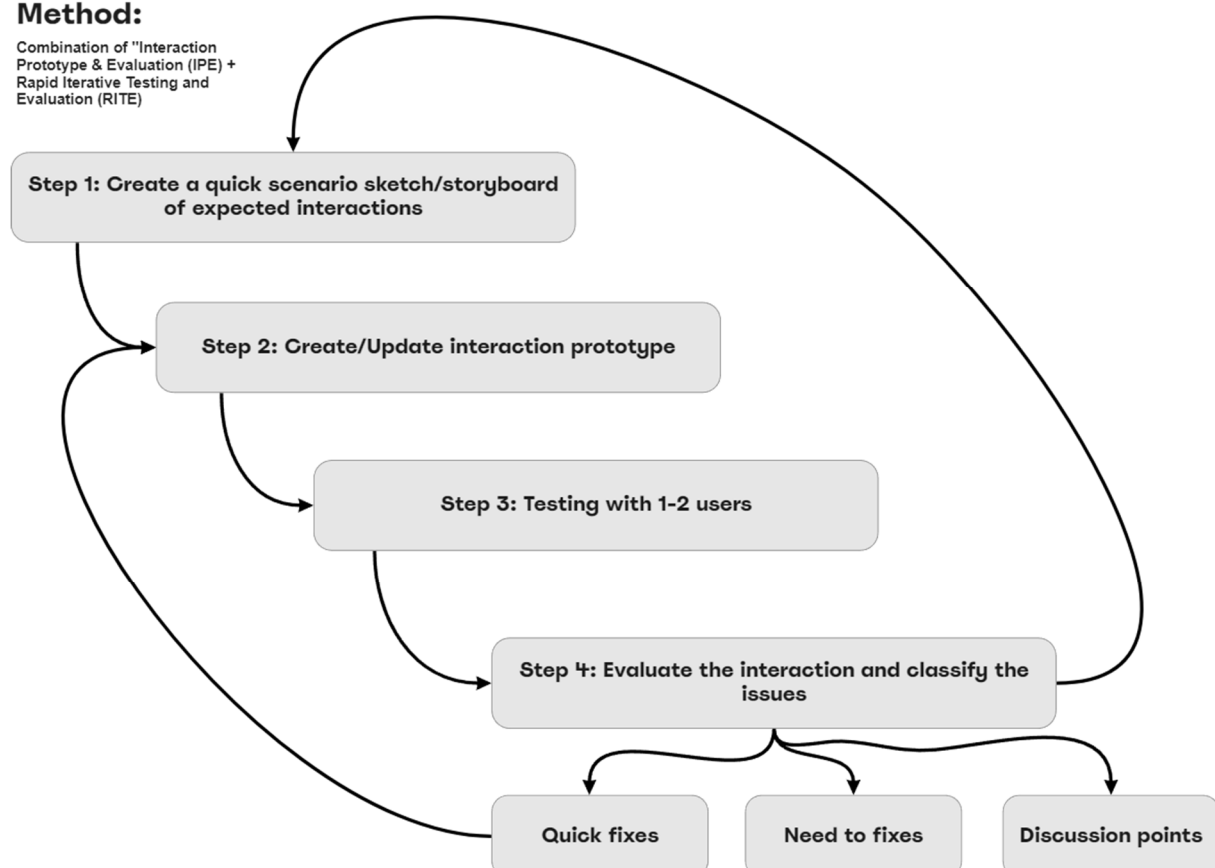 Method:
Combination of "Interaction
Prototype & Evaluation (IPE) +
Rapid Iterative Testing and
Evaluation (RITE)
Step 1: Create a quick scenario sketch/storyboard
of expected interactions
Step 2: Create/Update interaction prototype
Step 3: Testing with 1-2 users
Step 4: Evaluate the interaction and classify the
issues
Quick fixes
Need to fixes
Discussion points